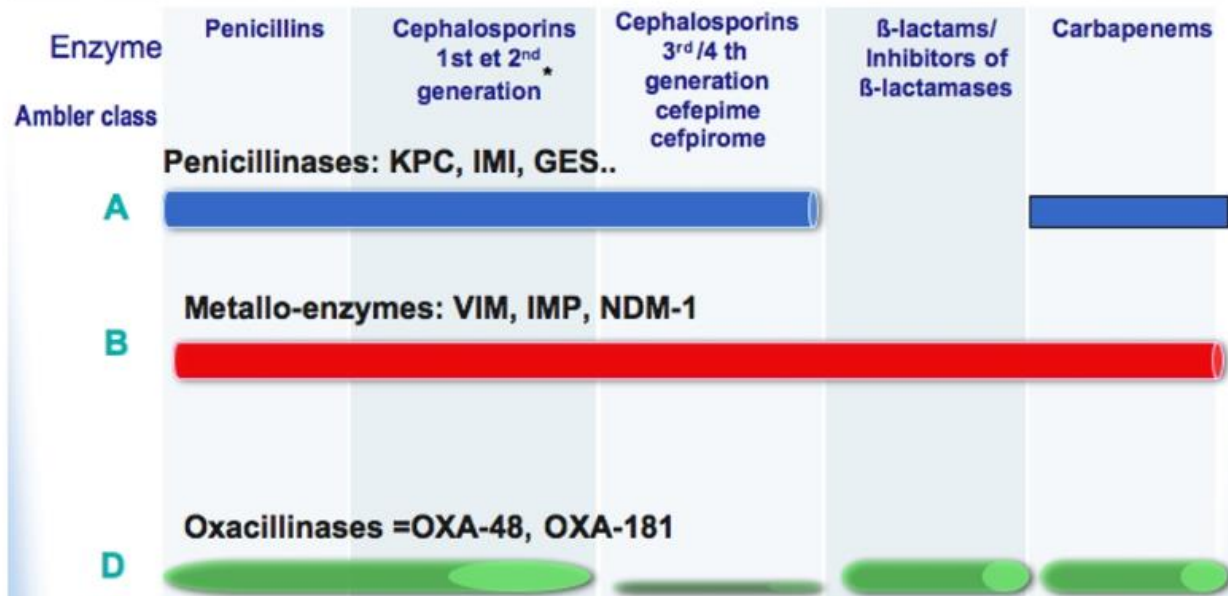 Enzyme
Ambler class
Penicillins
Cephalosporins
1st et 2nd *
generation
Cephalosporins
3rd /4 th
generation
cefepime
cefpirome
ß-lactams/
Inhibitors of
ß-lactamases
Carbapenems
Penicillinases: KPC, IMI, GES..
A
Metallo-enzymes: VIM, IMP, NDM-1
B
Oxacillinases =OXA-48, OXA-181
D